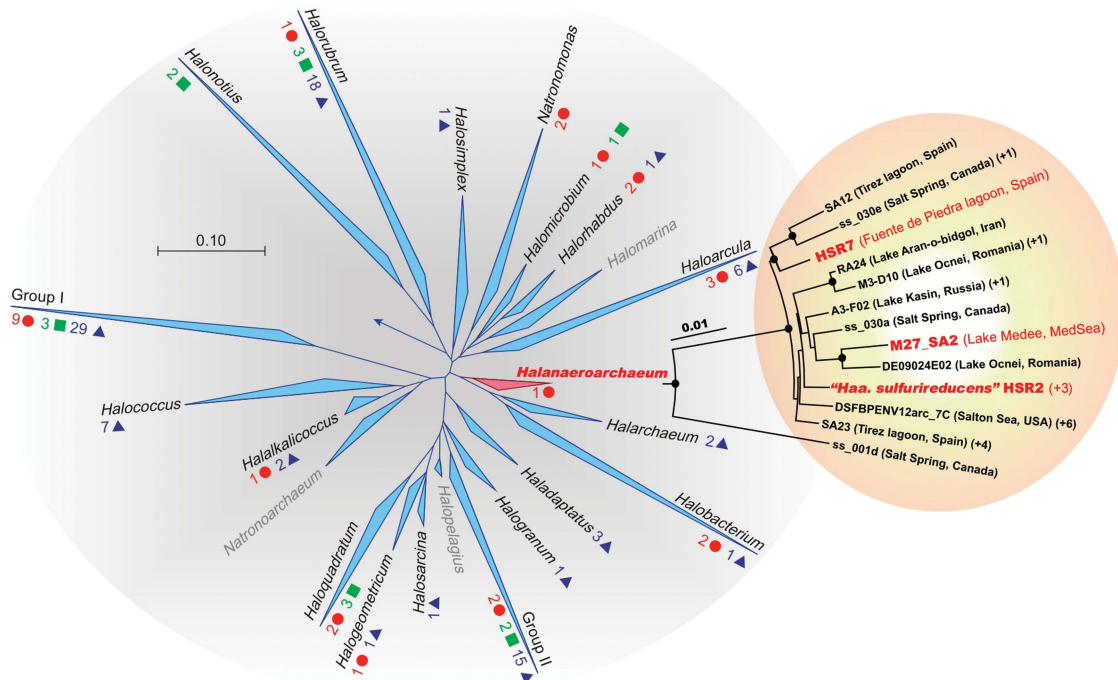 Halonotius
2
Halorubrum
1
3
18
Halosimplex
1
Natronomonas
2
Halomicrobium
1
1
Halorhabdus
2
1
Halomarina
Haloarcula
3
6
0.10
Group I
9
3
29
Halanaeroarchaeum
1
Halococcus
7
Halarchaeum
2
Halalkalicoccus
1
2
Natronoarchaeum
Haloquadratum
2
3
Halogeometricum
1
1
Halosarcina
1
Halopelagius
Group II
2
2
15
Halogranum
1
Haladaptatus
3
Halobacterium
2
1
0.01
SA12 (Tirez lagoon, Spain)
ss_030e (Salt Spring, Canada) (+1)
HSR7 (Fuente de Piedra lagoon, Spain)
RA24 (Lake Aran-o-bidgol, Iran)
M3-D10 (Lake Ocnei, Romania) (+1)
A3-F02 (Lake Kasin, Russia) (+1)
ss_030a (Salt Spring, Canada)
M27_SA2 (Lake Medee, MedSea)
DE09024E02 (Lake Ocnei, Romania)
“Haa. sulfurireducens” HSR2 (+3)
DSFBPENV12arc_7C (Salton Sea, USA) (+6)
SA23 (Tirez lagoon, Spain) (+4)
ss_001d (Salt Spring, Canada)